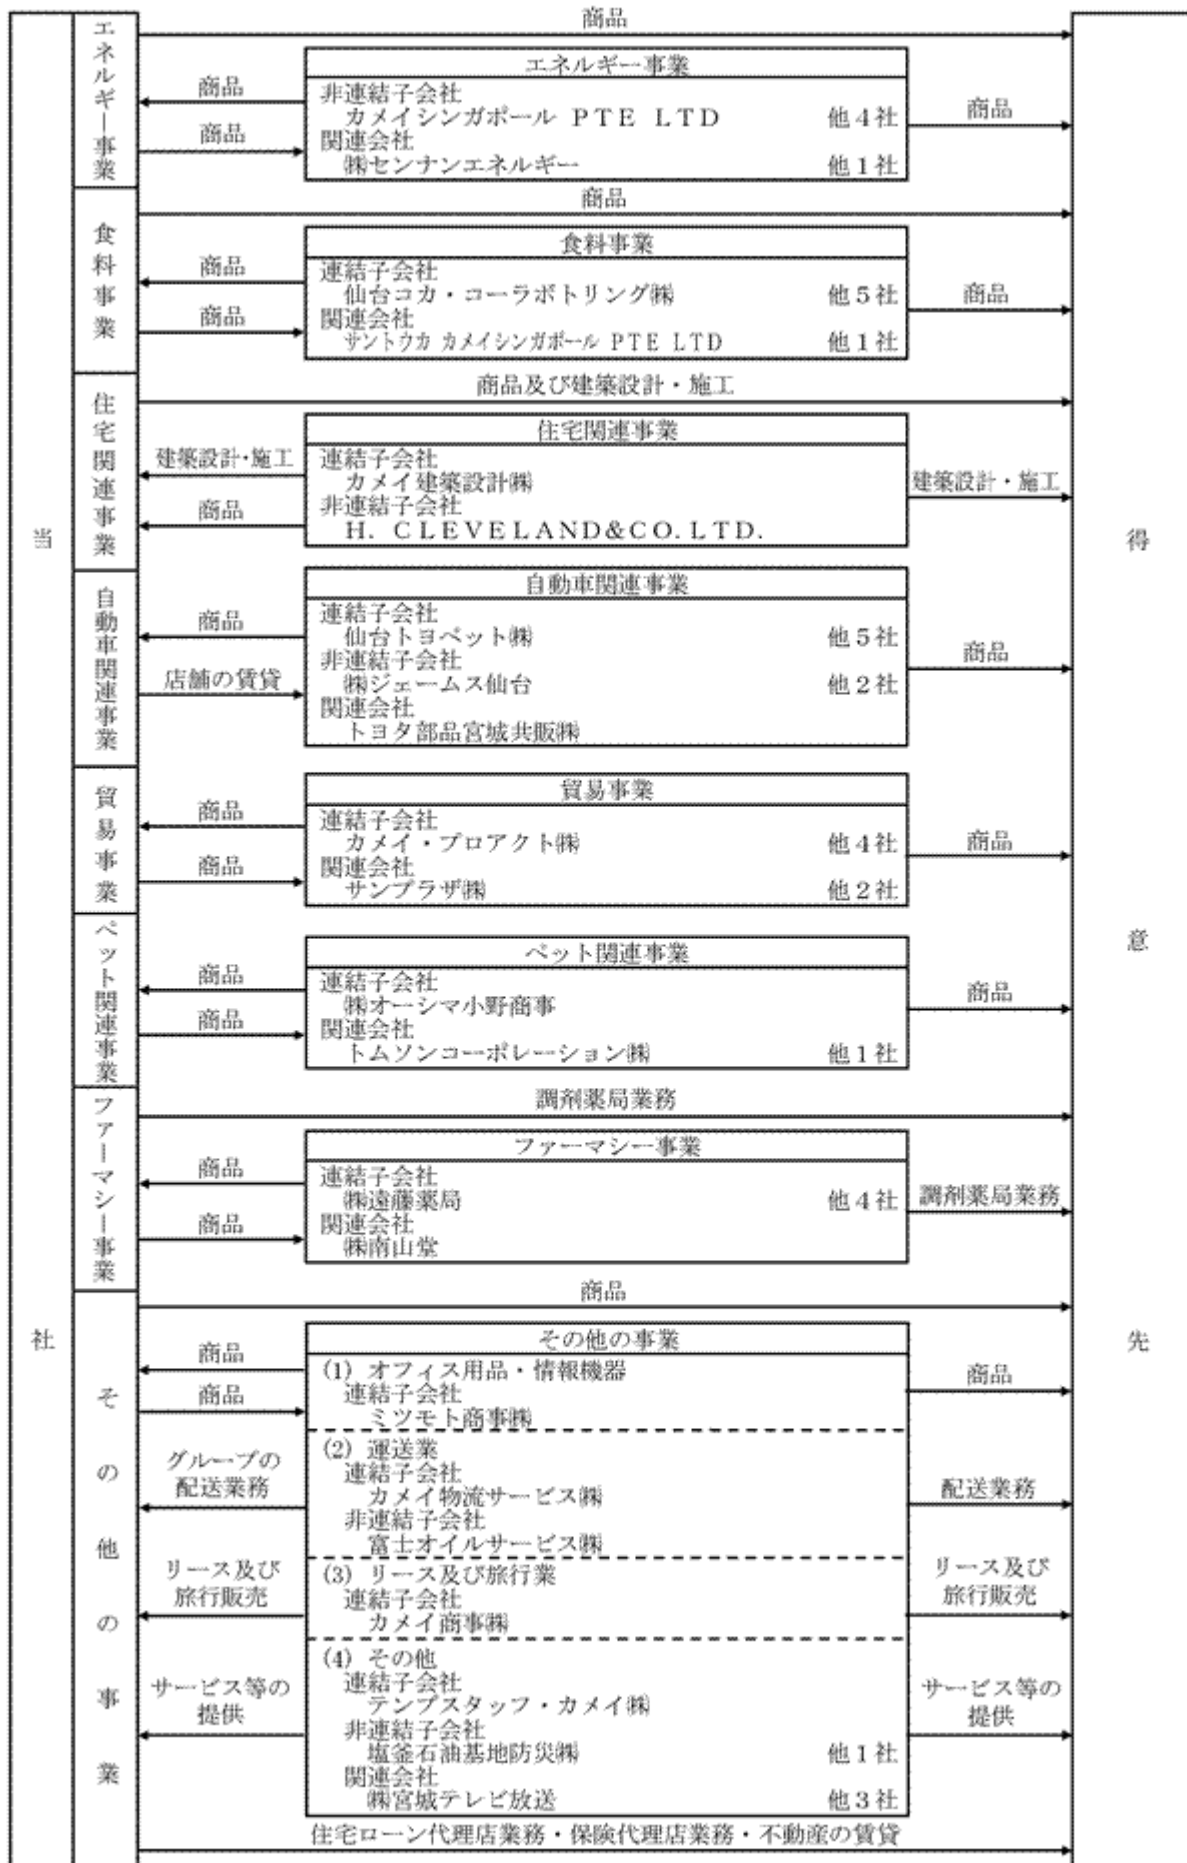 当社
得意先
エネルギー事業
商品
エネルギー事業
商品
商品
非連結子会社
カメイシンガポール PTE LTD 他4社
関連会社
㈱センナンエネルギー 他1社
商品
食料事業
商品
食料事業
商品
商品
連結子会社
仙台コカ・コーラボトリング㈱ 他5社
関連会社
サントウカ カメイシンガポール PTE LTD 他1社
商品
住宅関連事業
商品及び建築設計・施工
住宅関連事業
建築設計・施工
商品
連結子会社
カメイ建築設計㈱
非連結子会社
H. CLEVELAND&CO. LTD.
建築設計・施工
自動車関連事業
自動車関連事業
商品
店舗の賃貸
連結子会社
仙台トヨペット㈱ 他5社
非連結子会社
㈱ジェームス仙台 他2社
関連会社
トヨタ部品宮城共販㈱
商品
貿易事業
貿易事業
商品
商品
連結子会社
カメイ・プロアクト㈱ 他4社
関連会社
サンプラザ㈱ 他2社
商品
ペット関連事業
ペット関連事業
商品
商品
連結子会社
㈱オーシマ小野商事
関連会社
トムソンコーポレーション㈱ 他1社
商品
ファーマシー事業
調剤薬局業務
ファーマシー事業
商品
商品
連結子会社
㈱遠藤薬局 他4社
関連会社
㈱南山堂
調剤薬局業務
その他の事業
商品
その他の事業
商品
商品
(1) オフィス用品・情報機器
連結子会社
ミツモト商事㈱
商品
グループの
配送業務
(2) 運送業
連結子会社
カメイ物流サービス㈱
非連結子会社
富士オイルサービス㈱
配送業務
リース及び
旅行販売
(3) リース及び旅行業
連結子会社
カメイ商事㈱
リース及び
旅行販売
サービス等の
提供
(4) その他
連結子会社
テンプスタッフ・カメイ㈱
非連結子会社
塩釜石油基地防災㈱ 他1社
関連会社
㈱宮城テレビ放送 他3社
サービス等の
提供
住宅ローン代理店業務・保険代理店業務・不動産の賃貸